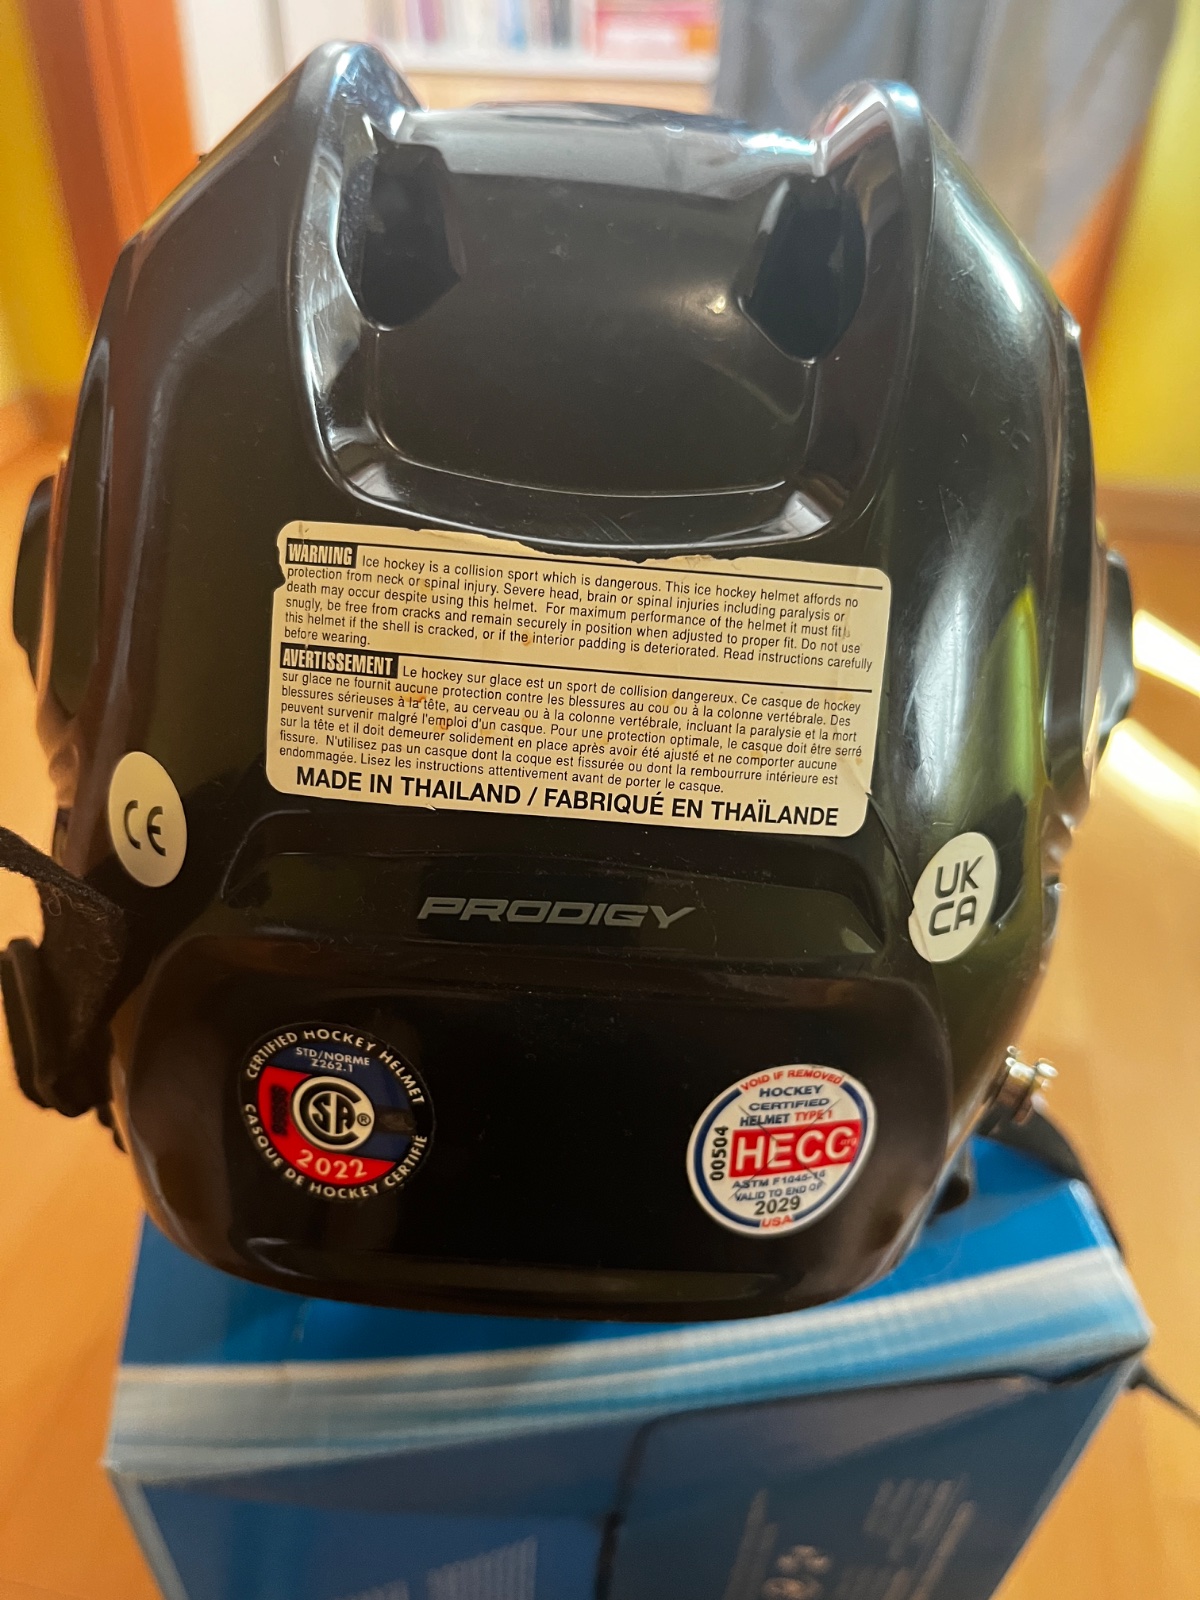 WARNING Ice hockey is a collision sport which is dangerous. This ice hockey helmet affords no
protection from neck or spinal injury. Severe head, brain or spinal injuries including paralysis or
death may occur despite using this helmet. For maximum performance of the helmet it must fit
snugly, be free from cracks and remain securely in position when adjusted to proper fit. Do not use
this helmet if the shell is cracked, or if the interior padding is deteriorated. Read instructions carefully
before wearing.
AVERTISSEMENT Le hockey sur glace est un sport de collision dangereux. Ce casque de hockey
sur glace ne fournit aucune protection contre les blessures au cou ou à la colonne vertébrale. Des
blessures sérieuses à la tête, au cerveau ou à la colonne vertébrale, incluant la paralysie et la mort
peuvent survenir malgré l'emploi d'un casque. Pour une protection optimale, le casque doit être serré
sur la tête et il doit demeurer solidement en place après avoir été ajusté et ne comporter aucune
fissure. N'utilisez pas un casque dont la coque est fissurée ou dont la rembourrure intérieure est
endommagée. Lisez les instructions attentivement avant de porter le casque.
MADE IN THAILAND / FABRIQUÉ EN THAÏLANDE
CE
UK
CA
PRODIGY
CERTIFIED HOCKEY HELMET
STD/NORME
Z262.1
CSA®
2022
CASQUE DE HOCKEY CERTIFIÉ
VOID IF REMOVED
HOCKEY
CERTIFIED
HELMET TYPE 1
00504
HECC.org
ASTM F1045-16
VALID TO END OF
2029
USA